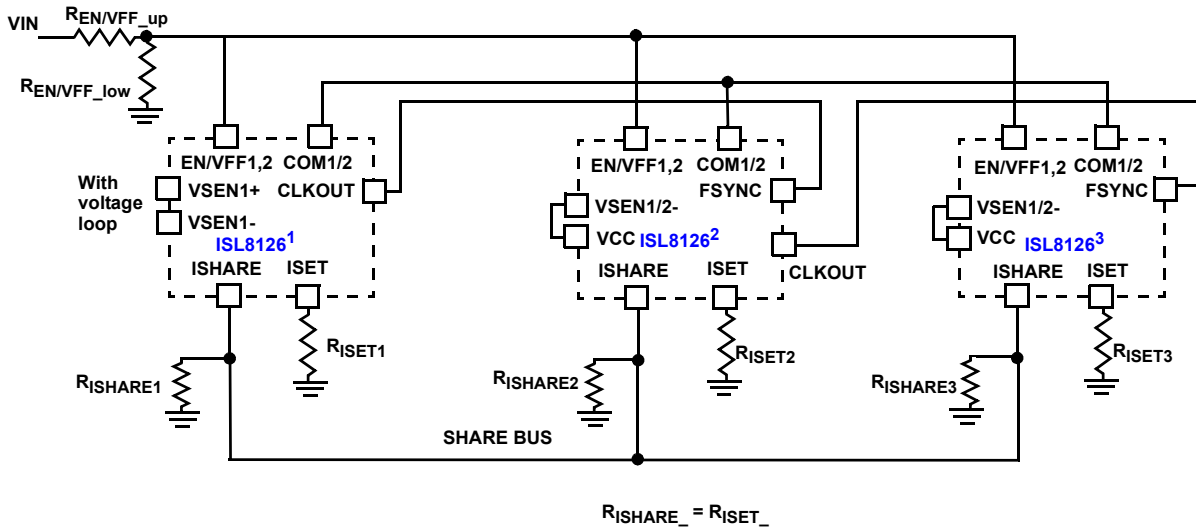 VIN
REN/VFF_up
REN/VFF_low
EN/VFF1,2
COM1/2
With
voltage
loop
VSEN1+
VSEN1-
CLKOUT
ISL8126¹
ISHARE
ISET
RISHARE1
RISET1
EN/VFF1,2
COM1/2
FSYNC
VSEN1/2-
VCC
ISL8126²
CLKOUT
ISHARE
ISET
RISHARE2
RISET2
EN/VFF1,2
COM1/2
FSYNC
VSEN1/2-
VCC
ISL8126³
ISHARE
ISET
RISHARE3
RISET3
SHARE BUS
RISHARE_ = RISET_